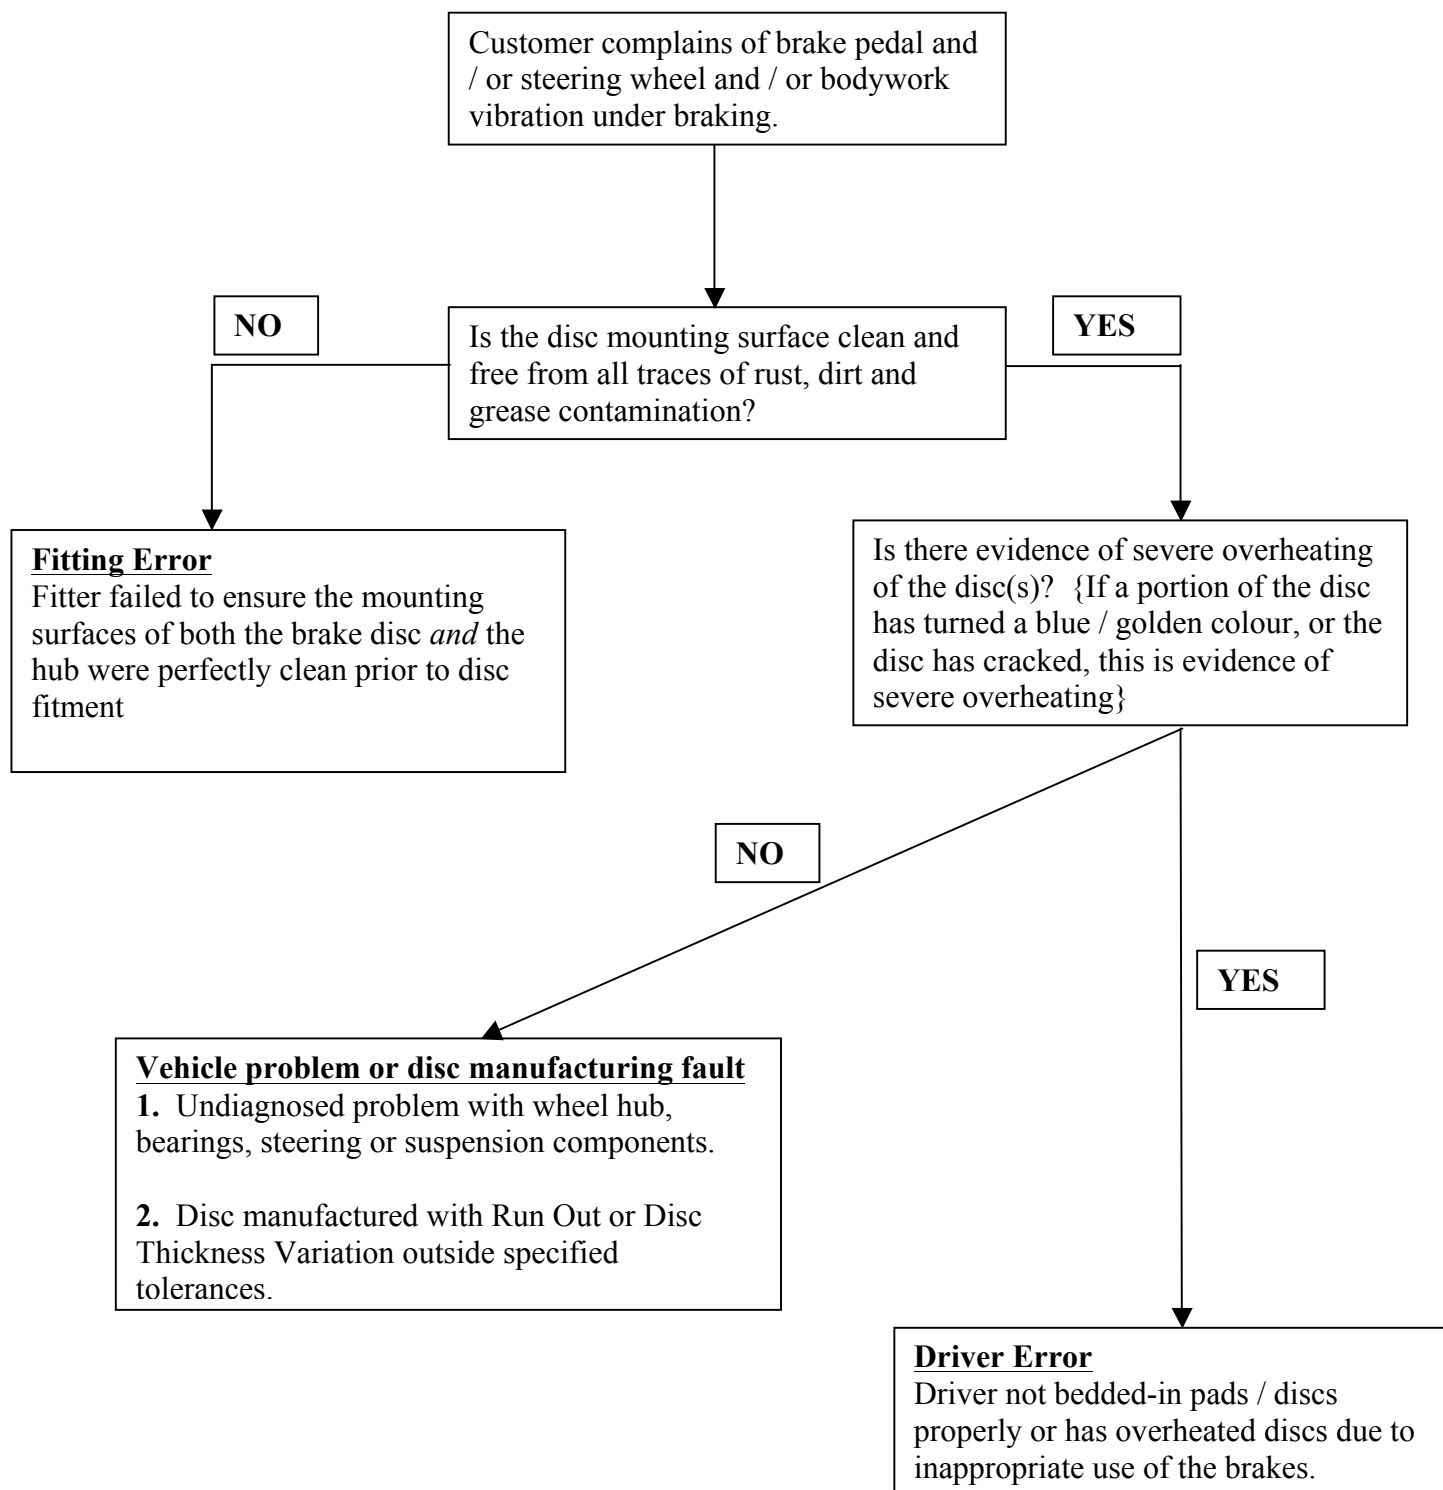 Customer complains of brake pedal and
/ or steering wheel and / or bodywork
vibration under braking.
NO
Is the disc mounting surface clean and
free from all traces of rust, dirt and
grease contamination?
YES
Fitting Error
Fitter failed to ensure the mounting
surfaces of both the brake disc and the
hub were perfectly clean prior to disc
fitment
Is there evidence of severe overheating
of the disc(s)?  {If a portion of the disc
has turned a blue / golden colour, or the
disc has cracked, this is evidence of
severe overheating}
NO
YES
Vehicle problem or disc manufacturing fault
1.  Undiagnosed problem with wheel hub,
bearings, steering or suspension components.
2.  Disc manufactured with Run Out or Disc
Thickness Variation outside specified
tolerances.
Driver Error
Driver not bedded-in pads / discs
properly or has overheated discs due to
inappropriate use of the brakes.